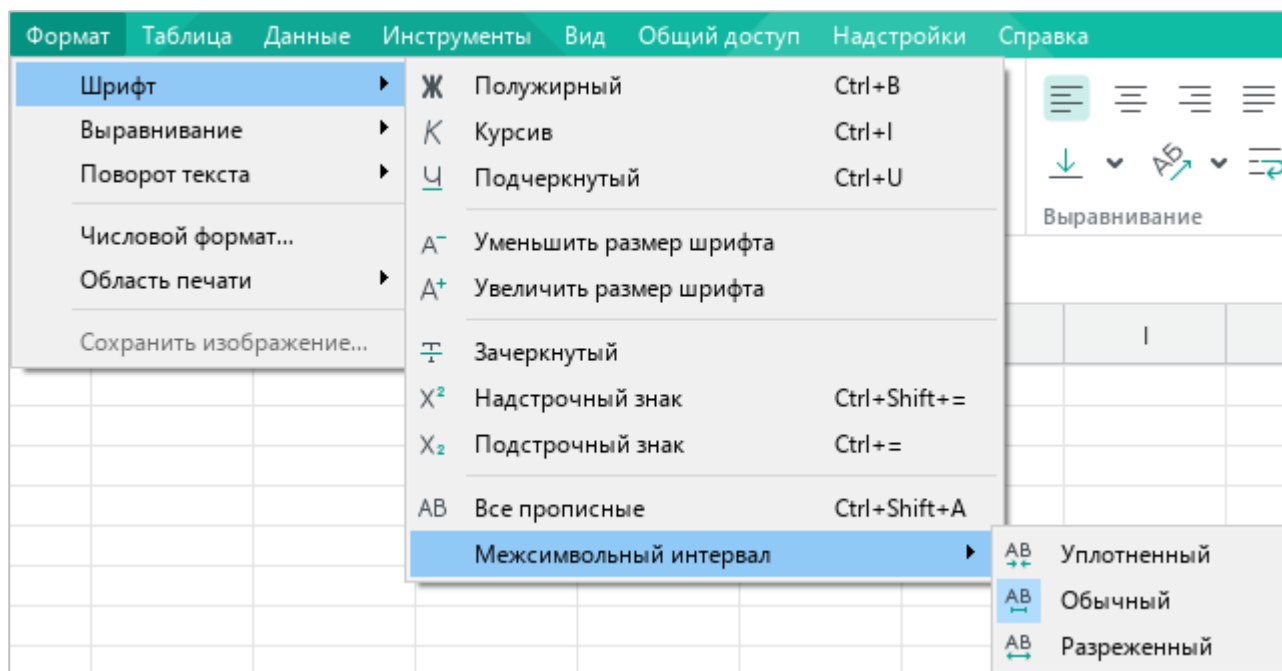 Формат Таблица Данные Инструменты Вид Общий доступ Надстройки Справка
Шрифт
Выравнивание
Поворот текста
Числовой формат...
Область печати
Сохранить изображение...
Ж Полужирный Ctrl+B
К Курсив Ctrl+I
Ч Подчеркнутый Ctrl+U
A⁻ Уменьшить размер шрифта
A⁺ Увеличить размер шрифта
Т Зачеркнутый
X² Надстрочный знак Ctrl+Shift+=
X₂ Подстрочный знак Ctrl+=
AB Все прописные Ctrl+Shift+A
Межсимвольный интервал
AB Уплотненный
AB Обычный
AB Разреженный
АБ
Выравнивание
I